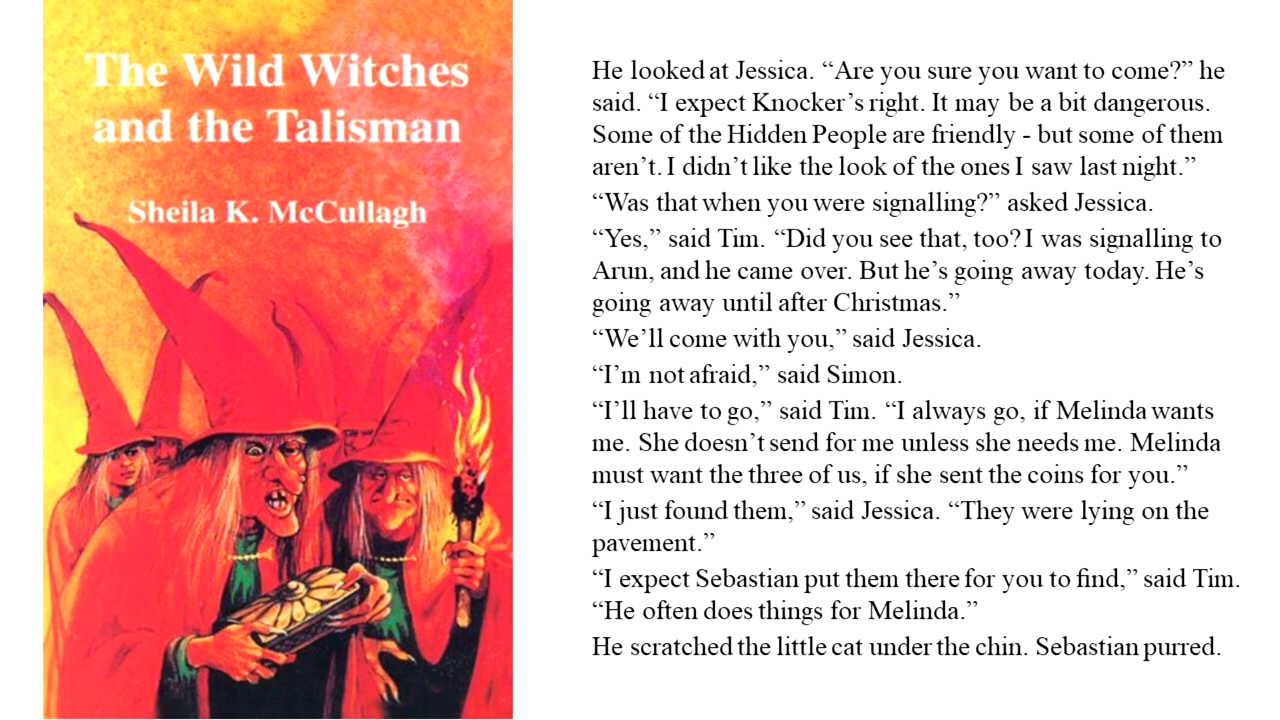 The Wild Witches
and the Talisman
Sheila K. McCullagh
He looked at Jessica. “Are you sure you want to come?” he
said. “I expect Knocker’s right. It may be a bit dangerous.
Some of the Hidden People are friendly - but some of them
aren’t. I didn’t like the look of the ones I saw last night.”
“Was that when you were signalling?” asked Jessica.
“Yes,” said Tim. “Did you see that, too? I was signalling to
Arun, and he came over. But he’s going away today. He’s
going away until after Christmas.”
“We’ll come with you,” said Jessica.
“I’m not afraid,” said Simon.
“I’ll have to go,” said Tim. “I always go, if Melinda wants
me. She doesn’t send for me unless she needs me. Melinda
must want the three of us, if she sent the coins for you.”
“I just found them,” said Jessica. “They were lying on the
pavement.”
“I expect Sebastian put them there for you to find,” said Tim.
“He often does things for Melinda.”
He scratched the little cat under the chin. Sebastian purred.